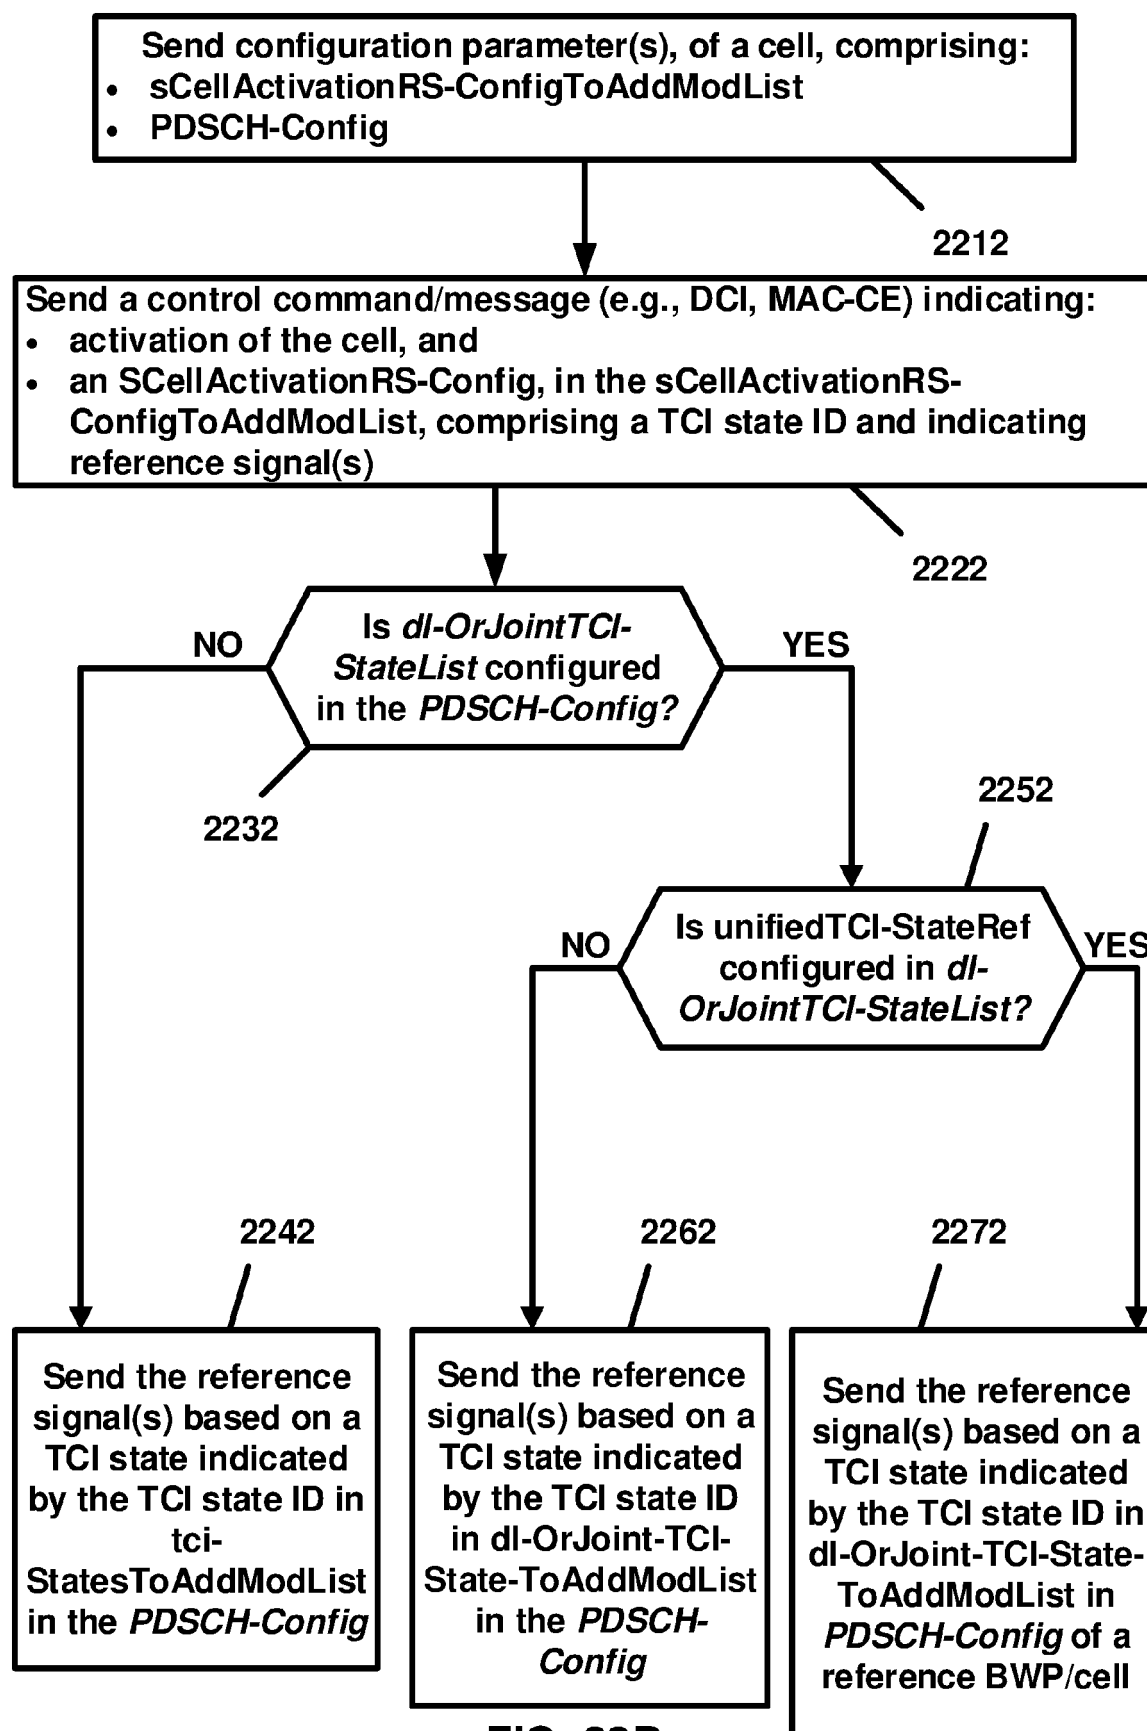 Send configuration parameter(s), of a cell, comprising:
• sCellActivationRS-ConfigToAddModList
• PDSCH-Config
2212
Send a control command/message (e.g., DCI, MAC-CE) indicating:
• activation of the cell, and
• an SCellActivationRS-Config, in the sCellActivationRS-
ConfigToAddModList, comprising a TCI state ID and indicating
reference signal(s)
2222
Is dl-OrJointTCI-
StateList configured
in the PDSCH-Config?
NO
YES
2232
2252
Is unifiedTCI-StateRef
configured in dl-
OrJointTCI-StateList?
NO
YES
2242
2262
2272
Send the reference
signal(s) based on a
TCI state indicated
by the TCI state ID in
tci-
StatesToAddModList
in the PDSCH-Config
Send the reference
signal(s) based on a
TCI state indicated
by the TCI state ID
in dl-OrJoint-TCI-
State-ToAddModList
in the PDSCH-
Config
Send the reference
signal(s) based on a
TCI state indicated
by the TCI state ID in
dl-OrJoint-TCI-State-
ToAddModList in
PDSCH-Config of a
reference BWP/cell